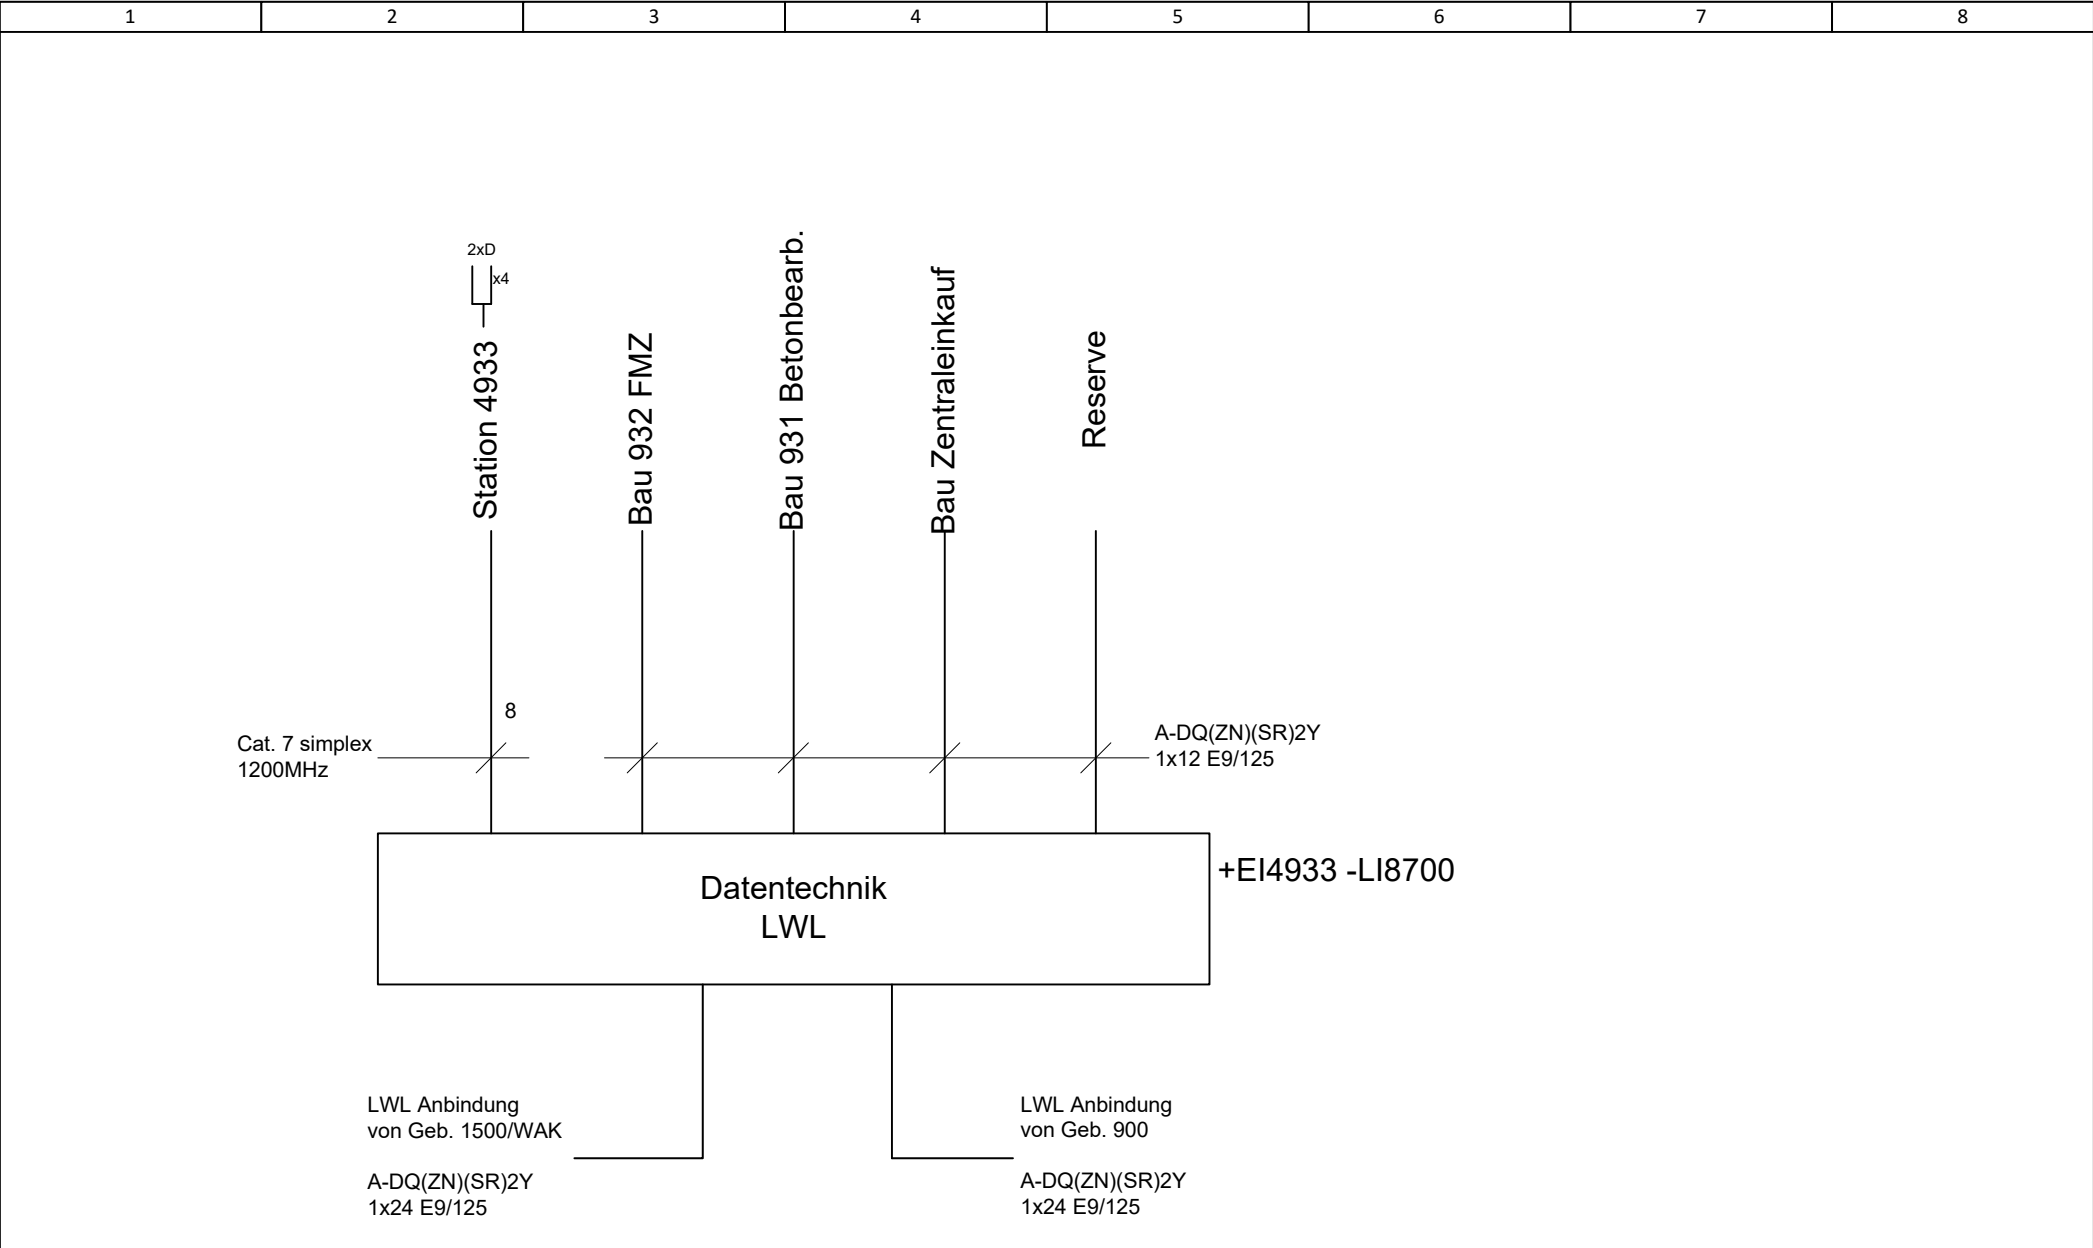 1 2 3 4 5 6 7 8
2xD
x4
Station 4933
Bau 932 FMZ
Bau 931 Betonbearb.
Bau Zentraleinkauf
Reserve
8
Cat. 7 simplex
1200MHz
A-DQ(ZN)(SR)2Y
1x12 E9/125
Datentechnik
LWL
+EI4933 -LI8700
LWL Anbindung
von Geb. 1500/WAK
A-DQ(ZN)(SR)2Y
1x24 E9/125
LWL Anbindung
von Geb. 900
A-DQ(ZN)(SR)2Y
1x24 E9/125